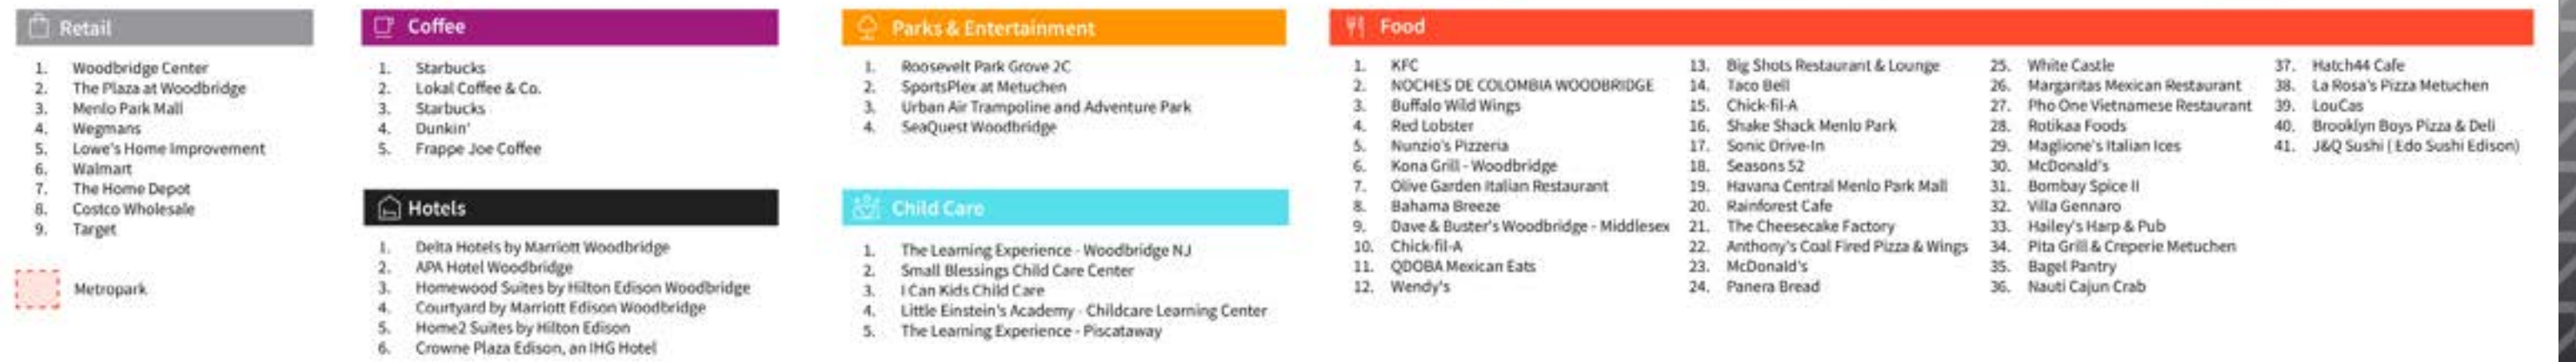 Retail
1. Woodbridge Center
2. The Plaza at Woodbridge
3. Menlo Park Mall
4. Wegmans
5. Lowe's Home Improvement
6. Walmart
7. The Home Depot
8. Costco Wholesale
9. Target
Metropark
Coffee
1. Starbucks
2. Lokal Coffee & Co.
3. Starbucks
4. Dunkin'
5. Frappe Joe Coffee
Hotels
1. Delta Hotels by Marriott Woodbridge
2. APA Hotel Woodbridge
3. Homewood Suites by Hilton Edison Woodbridge
4. Courtyard by Marriott Edison Woodbridge
5. Home2 Suites by Hilton Edison
6. Crowne Plaza Edison, an IHG Hotel
Parks & Entertainment
1. Roosevelt Park Grove 2C
2. SportsPlex at Metuchen
3. Urban Air Trampoline and Adventure Park
4. SeaQuest Woodbridge
Child Care
1. The Learning Experience - Woodbridge NJ
2. Small Blessings Child Care Center
3. I Can Kids Child Care
4. Little Einstein's Academy - Childcare Learning Center
5. The Learning Experience - Piscataway
Food
1. KFC
2. NOCHES DE COLOMBIA WOODBRIDGE
3. Buffalo Wild Wings
4. Red Lobster
5. Nunzio's Pizzeria
6. Kona Grill - Woodbridge
7. Olive Garden Italian Restaurant
8. Bahama Breeze
9. Dave & Buster's Woodbridge - Middlesex
10. Chick-fil-A
11. QDOBA Mexican Eats
12. Wendy's
13. Big Shots Restaurant & Lounge
14. Taco Bell
15. Chick-fil-A
16. Shake Shack Menlo Park
17. Sonic Drive-In
18. Seasons 52
19. Havana Central Menlo Park Mall
20. Rainforest Cafe
21. The Cheesecake Factory
22. Anthony's Coal Fired Pizza & Wings
23. McDonald's
24. Panera Bread
25. White Castle
26. Margaritas Mexican Restaurant
27. Pho One Vietnamese Restaurant
28. Rotikaa Foods
29. Maglione's Italian Ices
30. McDonald's
31. Bombay Spice II
32. Villa Gennaro
33. Hailey's Harp & Pub
34. Pita Grill & Creperie Metuchen
35. Bagel Pantry
36. Nauti Cajun Crab
37. Hatch44 Cafe
38. La Rosa's Pizza Metuchen
39. LouCas
40. Brooklyn Boys Pizza & Deli
41. J&Q Sushi ( Edo Sushi Edison)